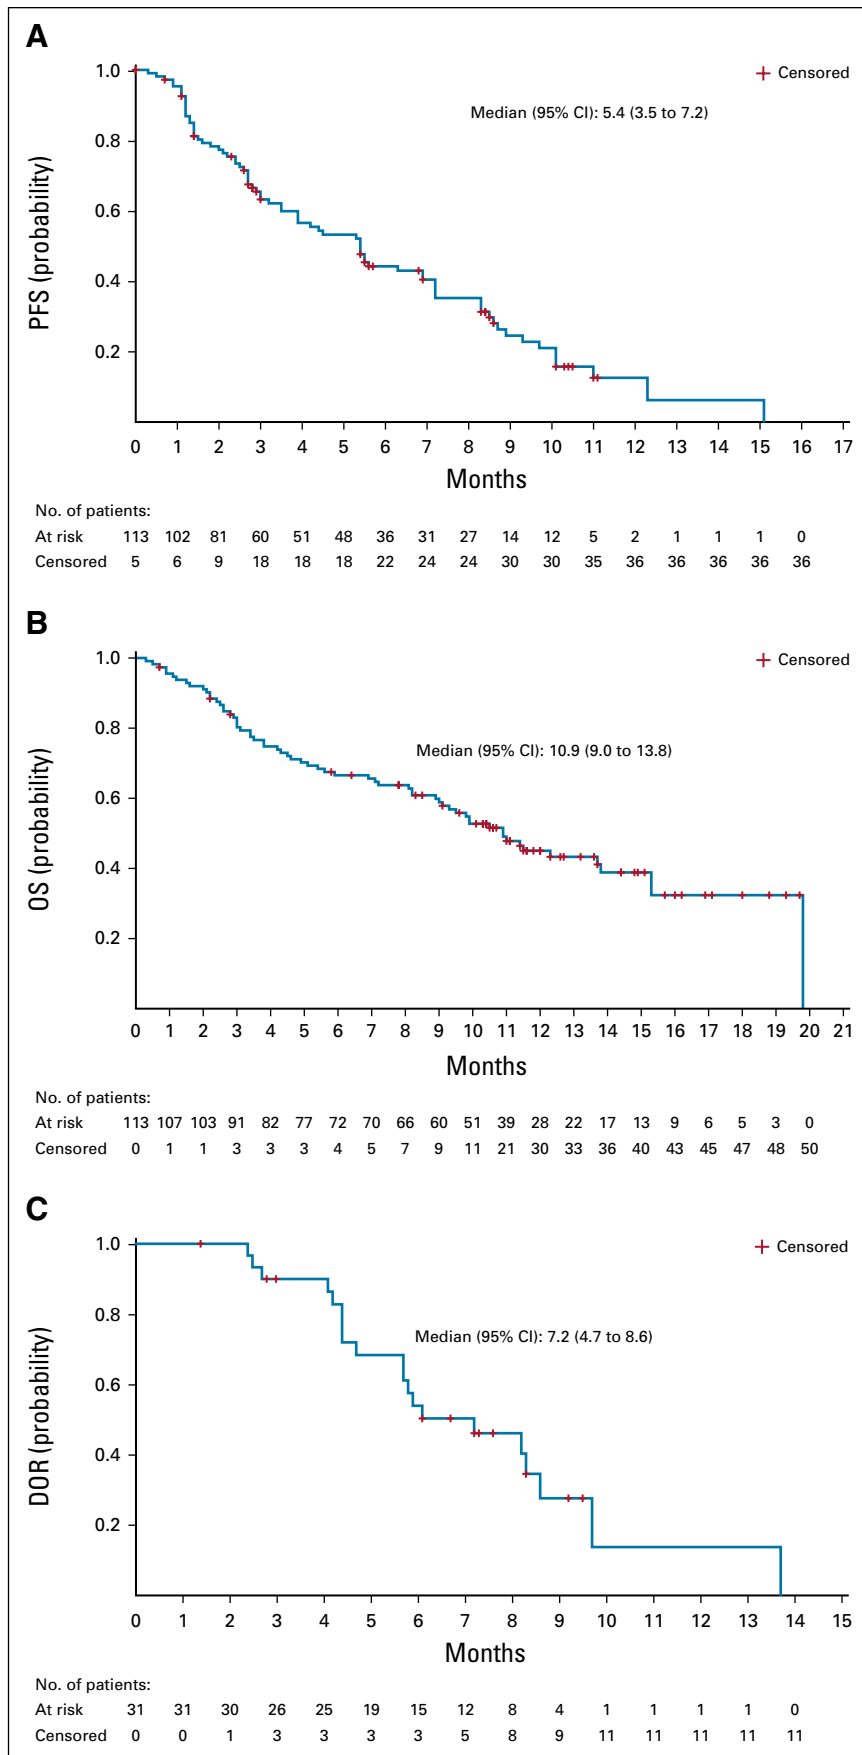 A
1.0
0.8
0.6
0.4
0.2
PFS (probability)
Censored
Median (95% CI): 5.4 (3.5 to 7.2)
0 1 2 3 4 5 6 7 8 9 10 11 12 13 14 15 16 17
Months
No. of patients:
At risk 113 102 81 60 51 48 36 31 27 14 12 5 2 1 1 1 0
Censored 5 6 9 18 18 18 22 24 24 30 30 35 36 36 36 36 36
B
1.0
0.8
0.6
0.4
0.2
OS (probability)
Censored
Median (95% CI): 10.9 (9.0 to 13.8)
0 1 2 3 4 5 6 7 8 9 10 11 12 13 14 15 16 17 18 19 20 21
Months
No. of patients:
At risk 113 107 103 91 82 77 72 70 66 60 51 39 28 22 17 13 9 6 5 3 0
Censored 0 1 1 3 3 3 4 5 7 9 11 21 30 33 36 40 43 45 47 48 50
C
1.0
0.8
0.6
0.4
0.2
DOR (probability)
Censored
Median (95% CI): 7.2 (4.7 to 8.6)
0 1 2 3 4 5 6 7 8 9 10 11 12 13 14 15
Months
No. of patients:
At risk 31 31 30 26 25 19 15 12 8 4 1 1 1 1 0
Censored 0 0 1 3 3 3 3 5 8 9 11 11 11 11 11